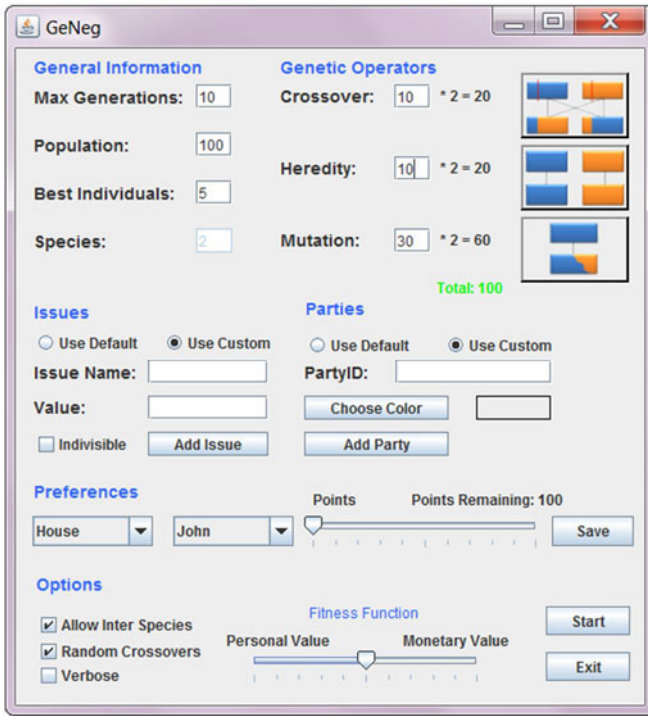 GeNeg
General Information
Genetic Operators
Max Generations: 10
Crossover: 10 * 2 = 20
Population: 100
Heredity: 10 * 2 = 20
Best Individuals: 5
Species: 2
Mutation: 30 * 2 = 60
Total: 100
Issues
Parties
Use Default Use Custom
Use Default Use Custom
Issue Name:
PartyID:
Value:
Choose Color
Indivisible Add Issue
Add Party
Preferences
Points Points Remaining: 100
House John
Save
Options
Fitness Function
Allow Inter Species
Personal Value Monetary Value
Random Crossovers
Verbose
Start
Exit